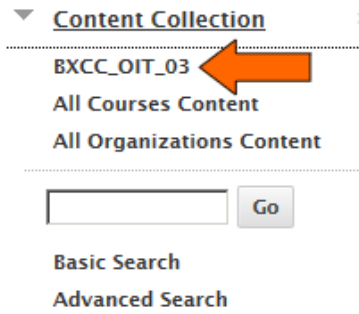 Content Collection
BXCC_OIT_03
All Courses Content
All Organizations Content
Go
Basic Search
Advanced Search